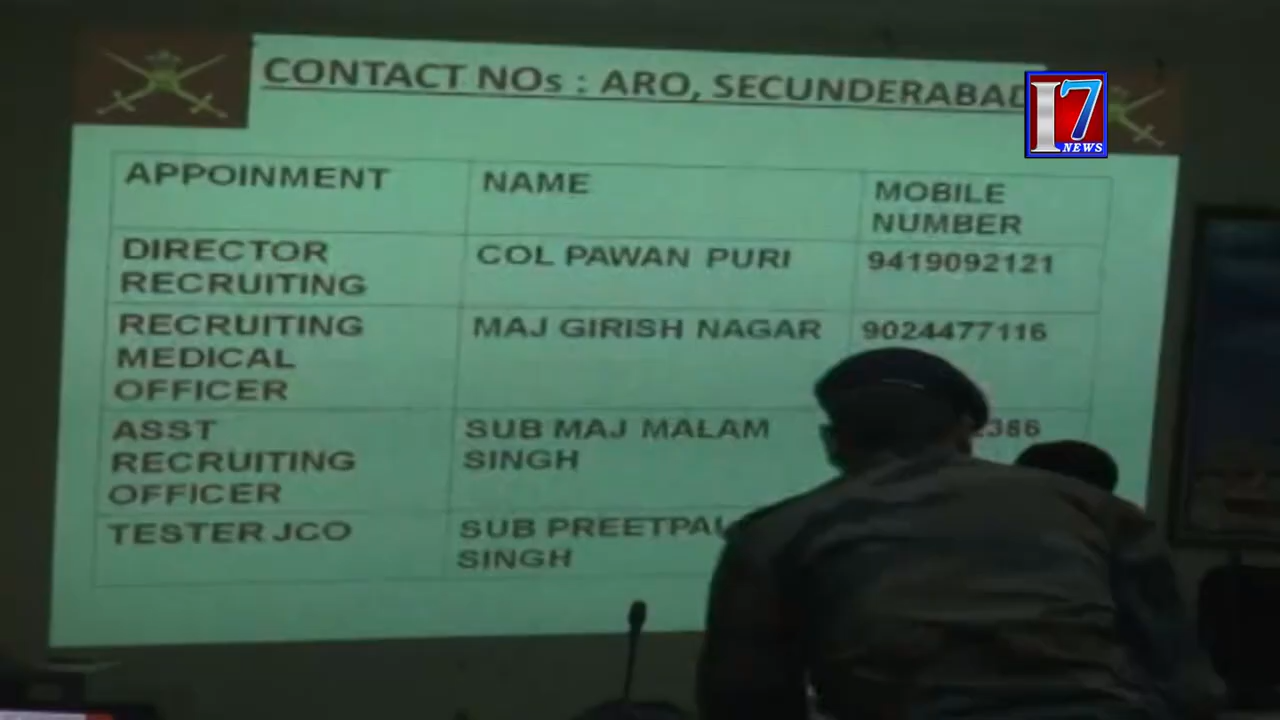 CONTACT NOs : ARO, SECUNDERABAD
I7 NEWS
APPOINMENT NAME MOBILE
NUMBER
DIRECTOR COL PAWAN PURI 9419092121
RECRUITING
RECRUITING MAJ GIRISH NAGAR 9024477116
MEDICAL
OFFICER
ASST SUB MAJ MALAM
RECRUITING SINGH
OFFICER
TESTER JCO SUB PREETPAL
SINGH